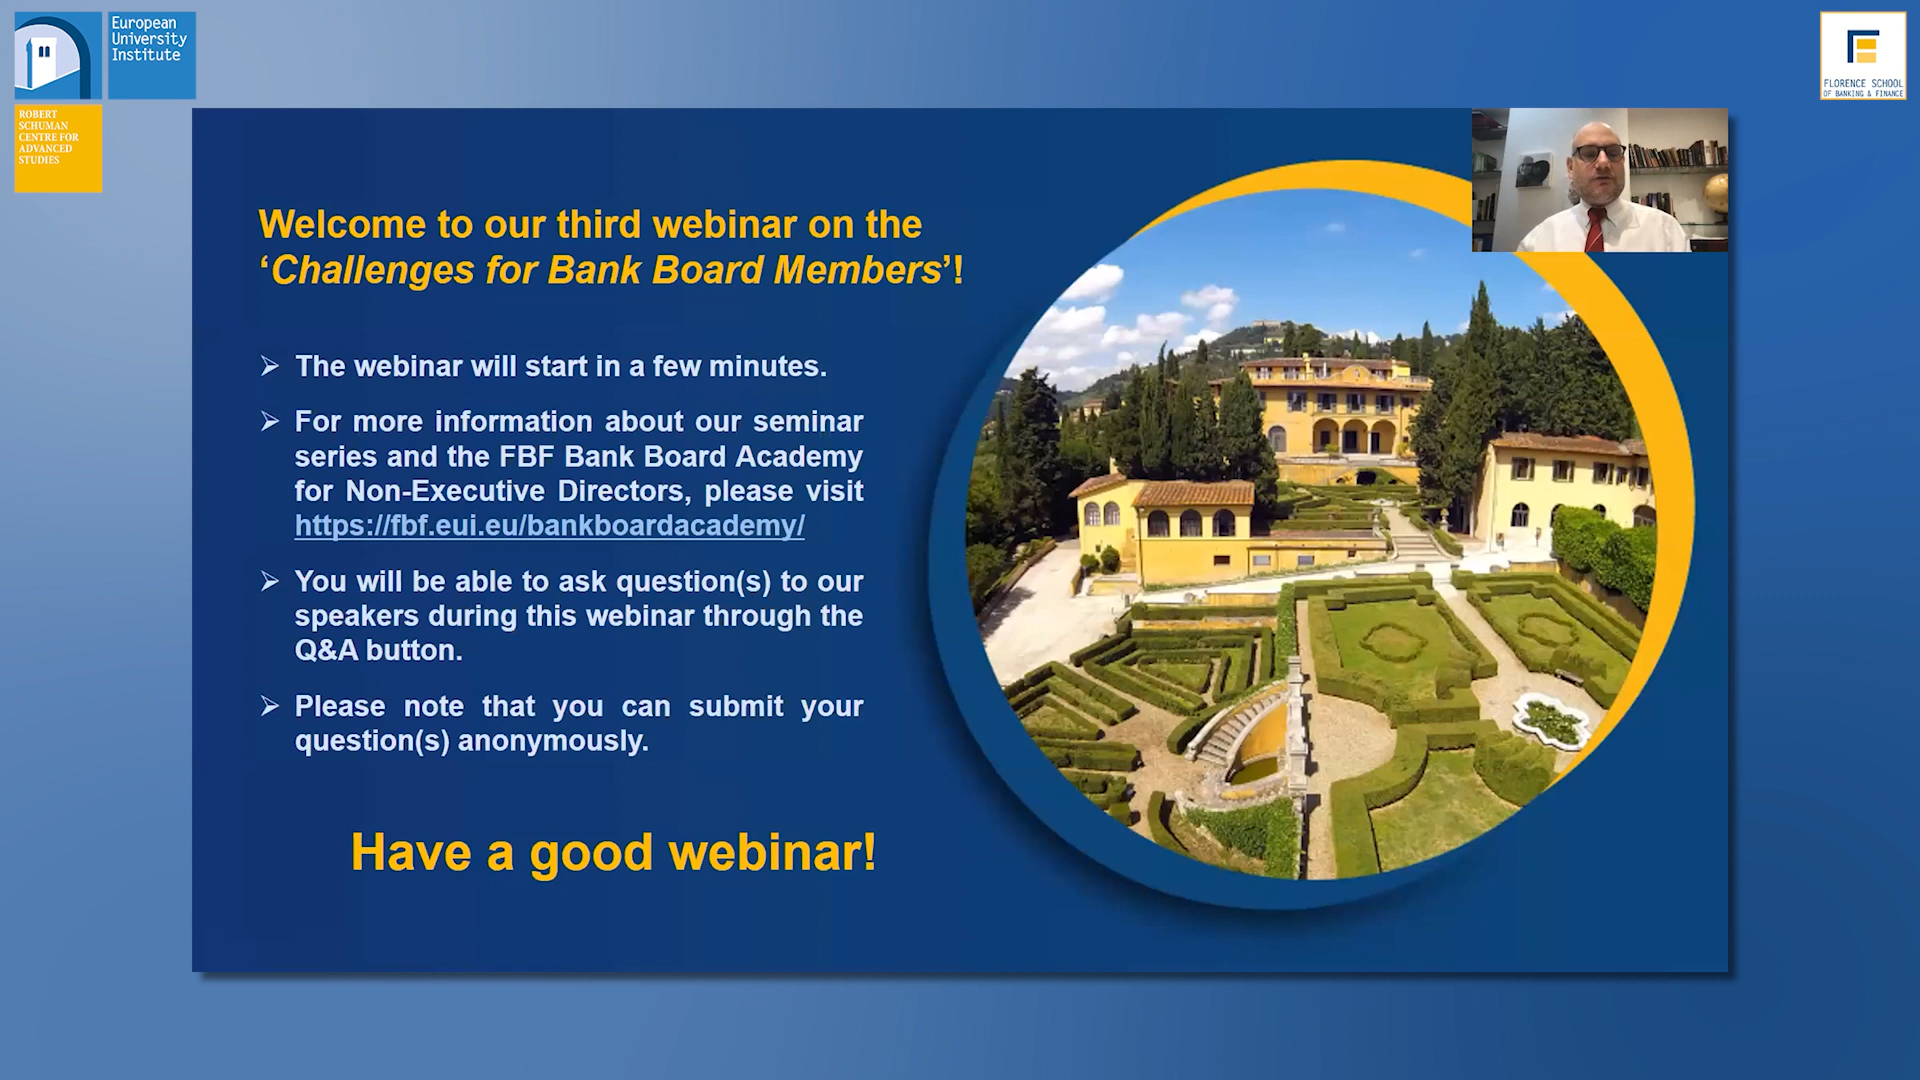 European
University
Institute
ROBERT
SCHUMAN
CENTRE FOR
ADVANCED
STUDIES
FLORENCE SCHOOL
OF BANKING & FINANCE
Welcome to our third webinar on the
‘Challenges for Bank Board Members’!
The webinar will start in a few minutes.
For more information about our seminar
series and the FBF Bank Board Academy
for Non-Executive Directors, please visit
https://fbf.eui.eu/bankboardacademy/
You will be able to ask question(s) to our
speakers during this webinar through the
Q&A button.
Please note that you can submit your
question(s) anonymously.
Have a good webinar!